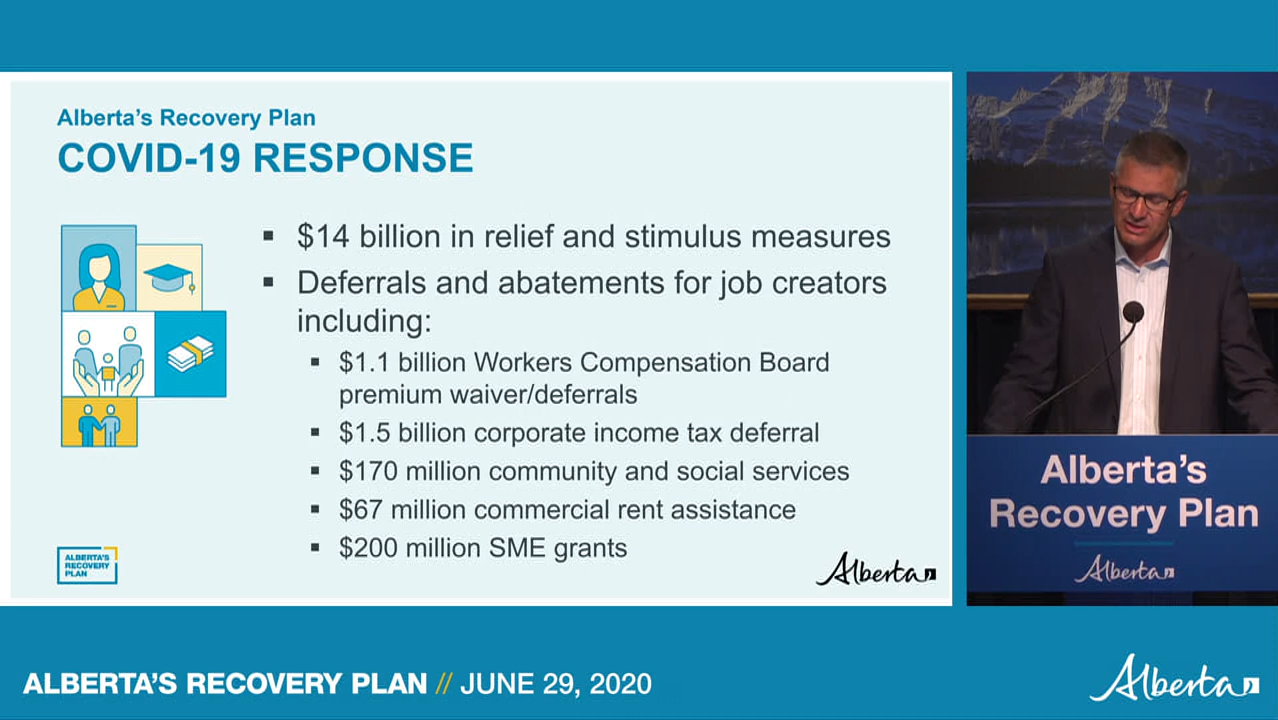 Alberta's Recovery Plan
COVID-19 RESPONSE
▪ $14 billion in relief and stimulus measures
▪ Deferrals and abatements for job creators
including:
▪ $1.1 billion Workers Compensation Board
premium waiver/deferrals
▪ $1.5 billion corporate income tax deferral
▪ $170 million community and social services
▪ $67 million commercial rent assistance
▪ $200 million SME grants
ALBERTA'S
RECOVERY
PLAN
Alberta
Alberta's
Recovery Plan
Alberta
ALBERTA'S RECOVERY PLAN // JUNE 29, 2020
Alberta